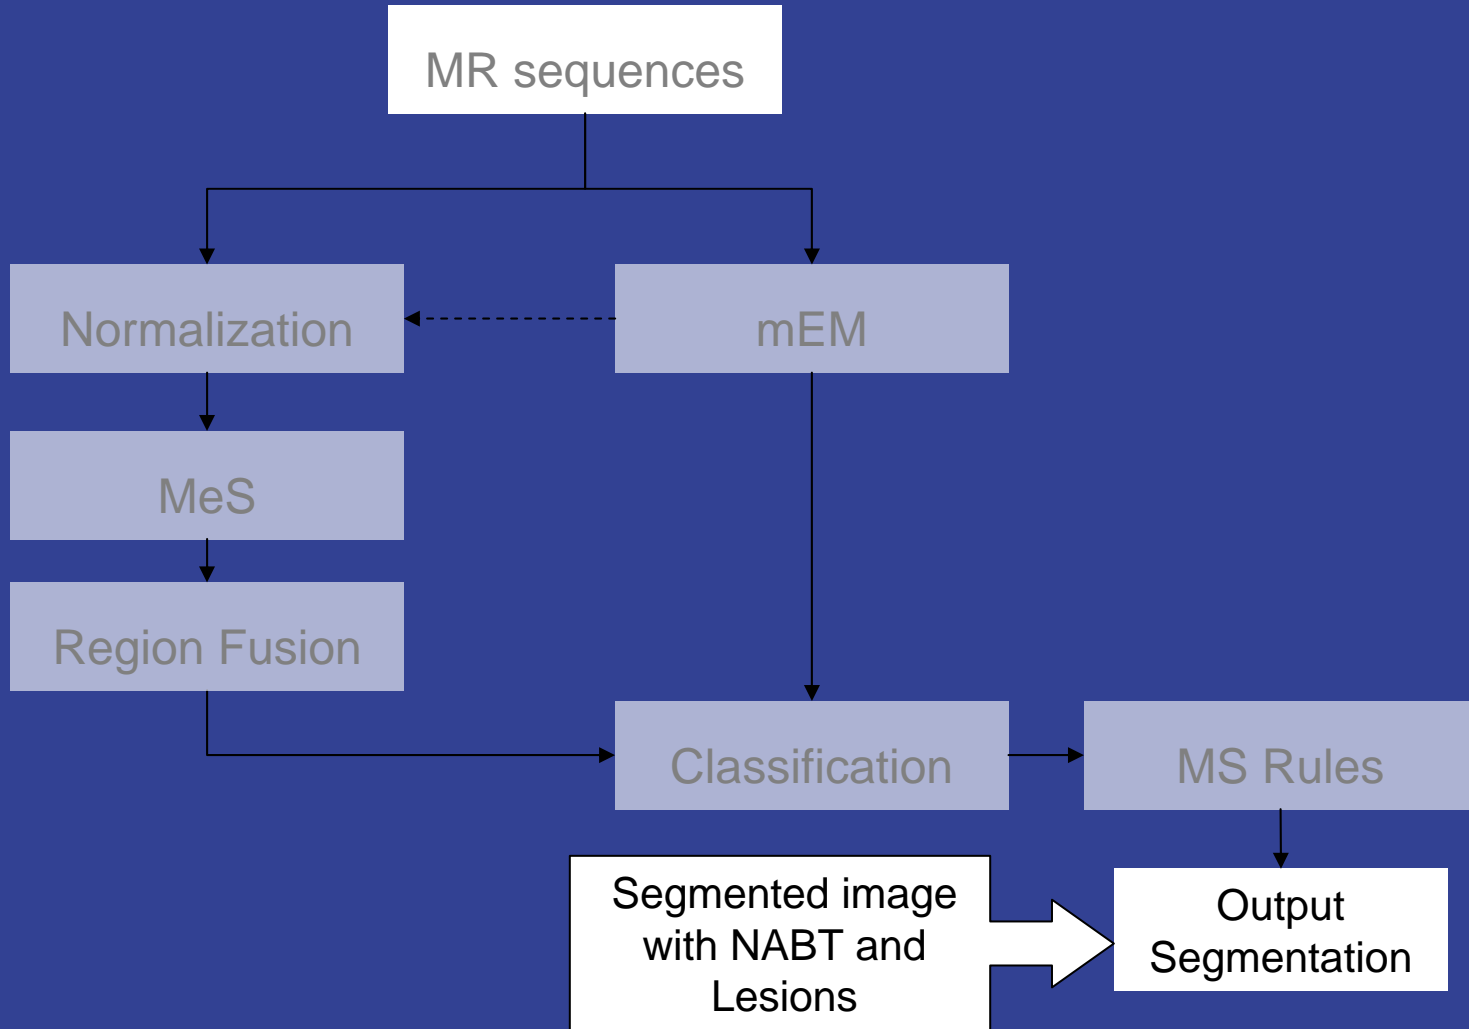 MR sequences
Normalization
mEM
MeS
Region Fusion
Classification
MS Rules
Segmented image
with NABT and
Lesions
Output
Segmentation